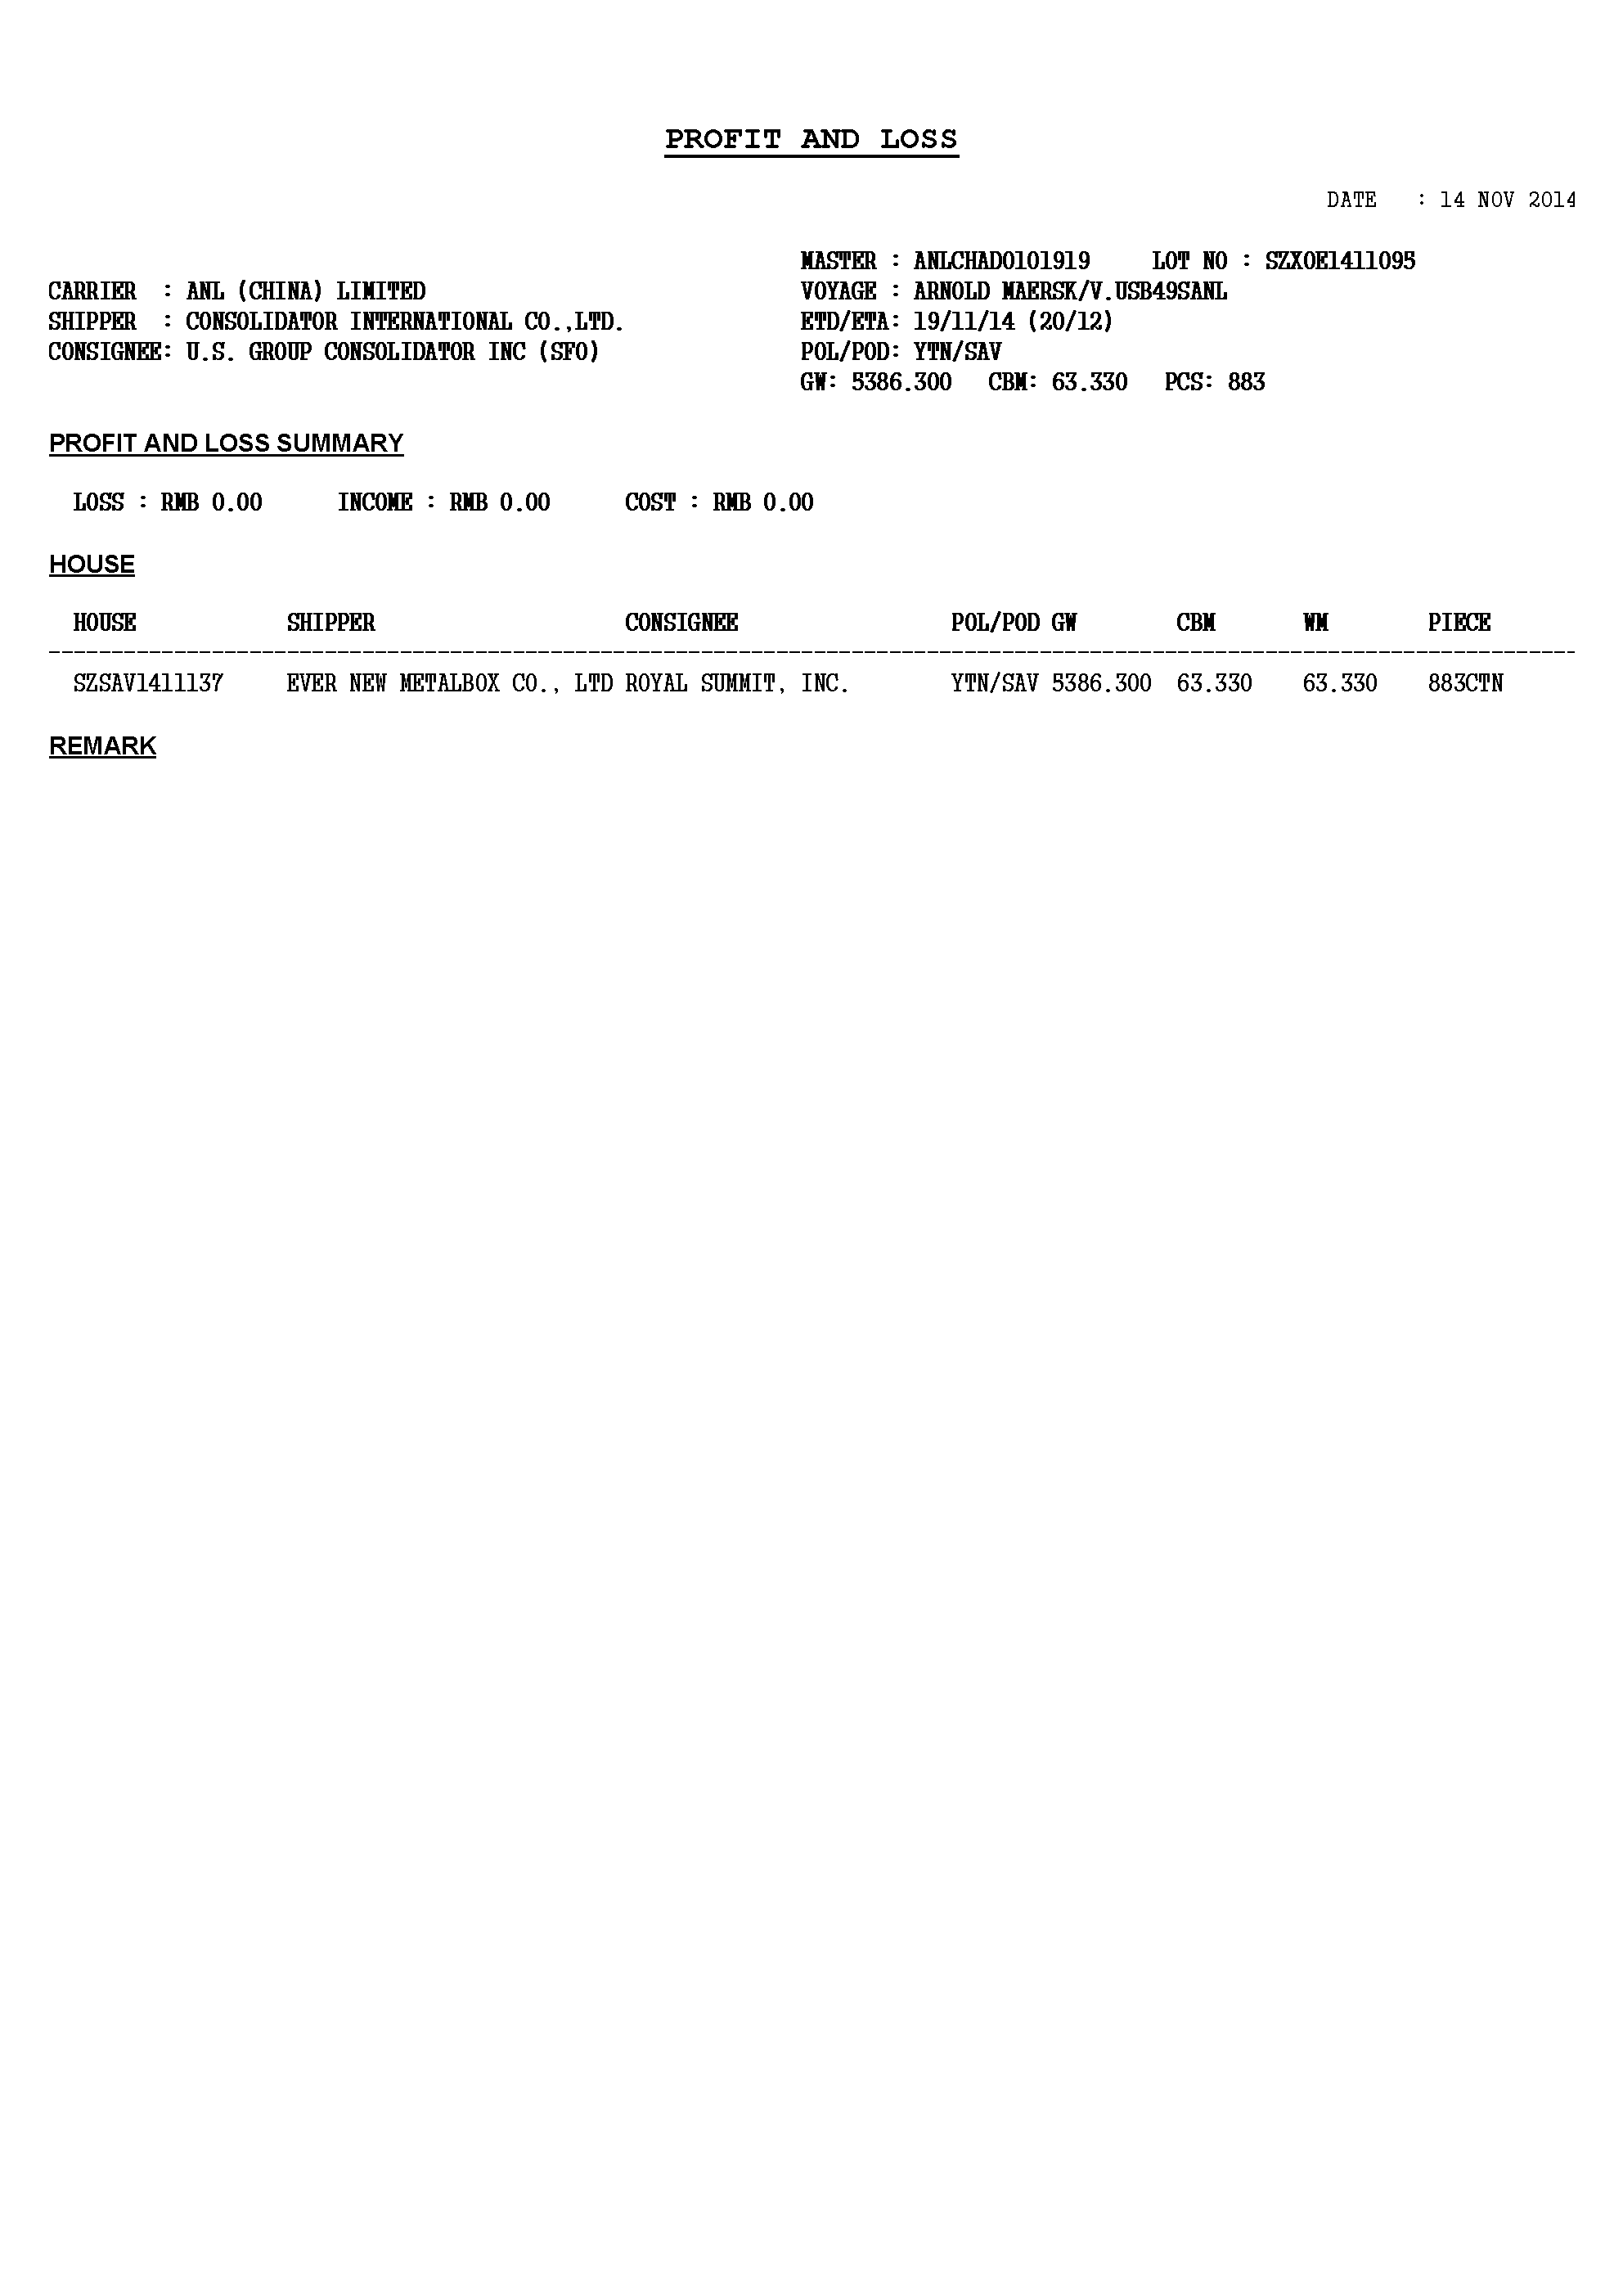 PROFIT AND LOSS
DATE : 14 NOV 2014
MASTER : ANLCHAD0101919 LOT NO : SZXOE1411095
CARRIER : ANL (CHINA) LIMITED VOYAGE : ARNOLD MAERSK/V.USB49SANL
SHIPPER : CONSOLIDATOR INTERNATIONAL CO.,LTD. ETD/ETA: 19/11/14 (20/12)
CONSIGNEE: U.S. GROUP CONSOLIDATOR INC (SFO) POL/POD: YTN/SAV
GW: 5386.300 CBM: 63.330 PCS: 883
PROFIT AND LOSS SUMMARY
LOSS : RMB 0.00 INCOME : RMB 0.00 COST : RMB 0.00
HOUSE
HOUSE SHIPPER CONSIGNEE POL/POD GW CBM WM PIECE
SZSAV1411137 EVER NEW METALBOX CO., LTD ROYAL SUMMIT, INC. YTN/SAV 5386.300 63.330 63.330 883CTN
REMARK